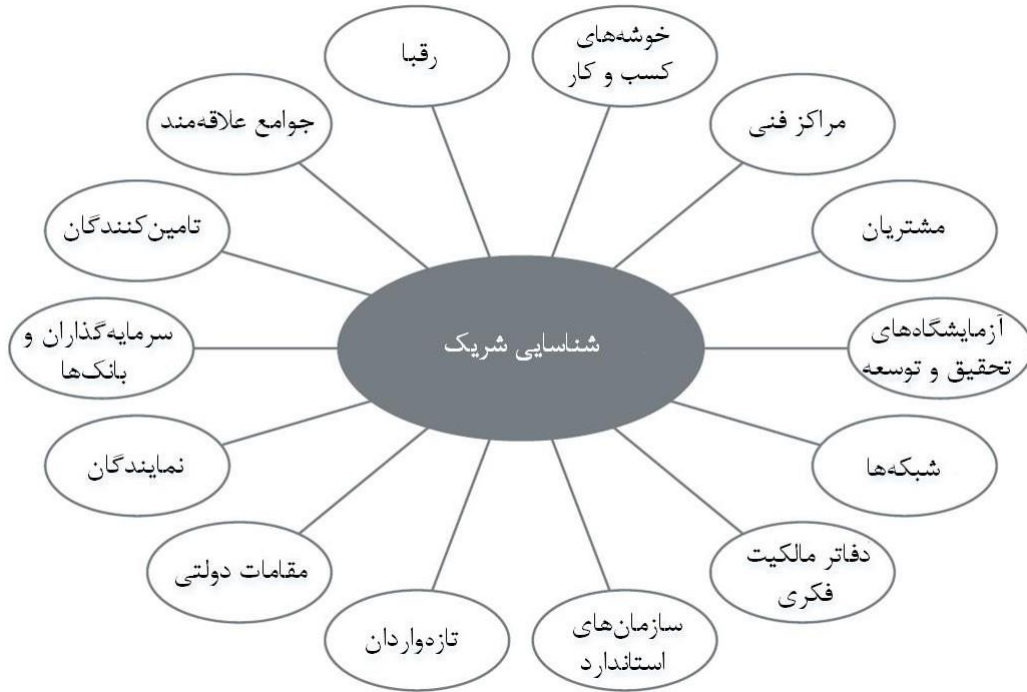 رقبا
خوشه‌های
کسب و کار
جوامع علاقه‌مند
مراکز فنی
تامین‌کنندگان
مشتریان
سرمایه‌گذاران و
بانک‌ها
شناسایی شریک
آزمایشگاه‌های
تحقیق و توسعه
نمایندگان
شبکه‌ها
مقامات دولتی
دفاتر مالکیت
فکری
تازه‌واردان
سازمان‌های
استاندارد